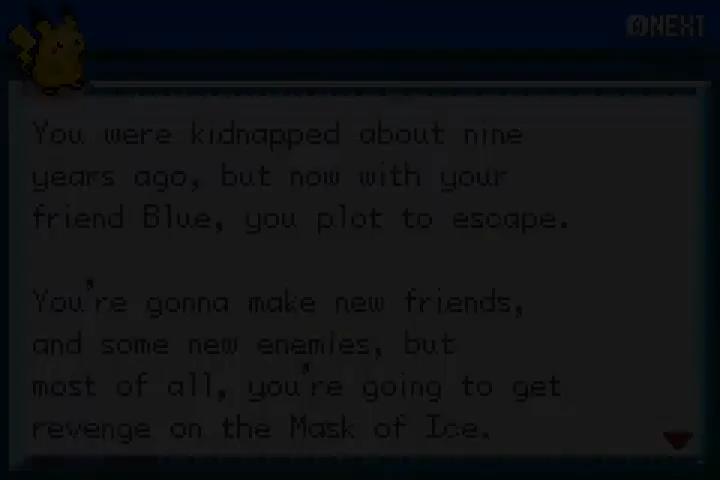 NEXT
You were kidnapped about nine
years ago, but now with your
friend Blue, you plot to escape.
You're gonna make new friends,
and some new enemies, but
most of all, you're going to get
revenge on the Mask of Ice.